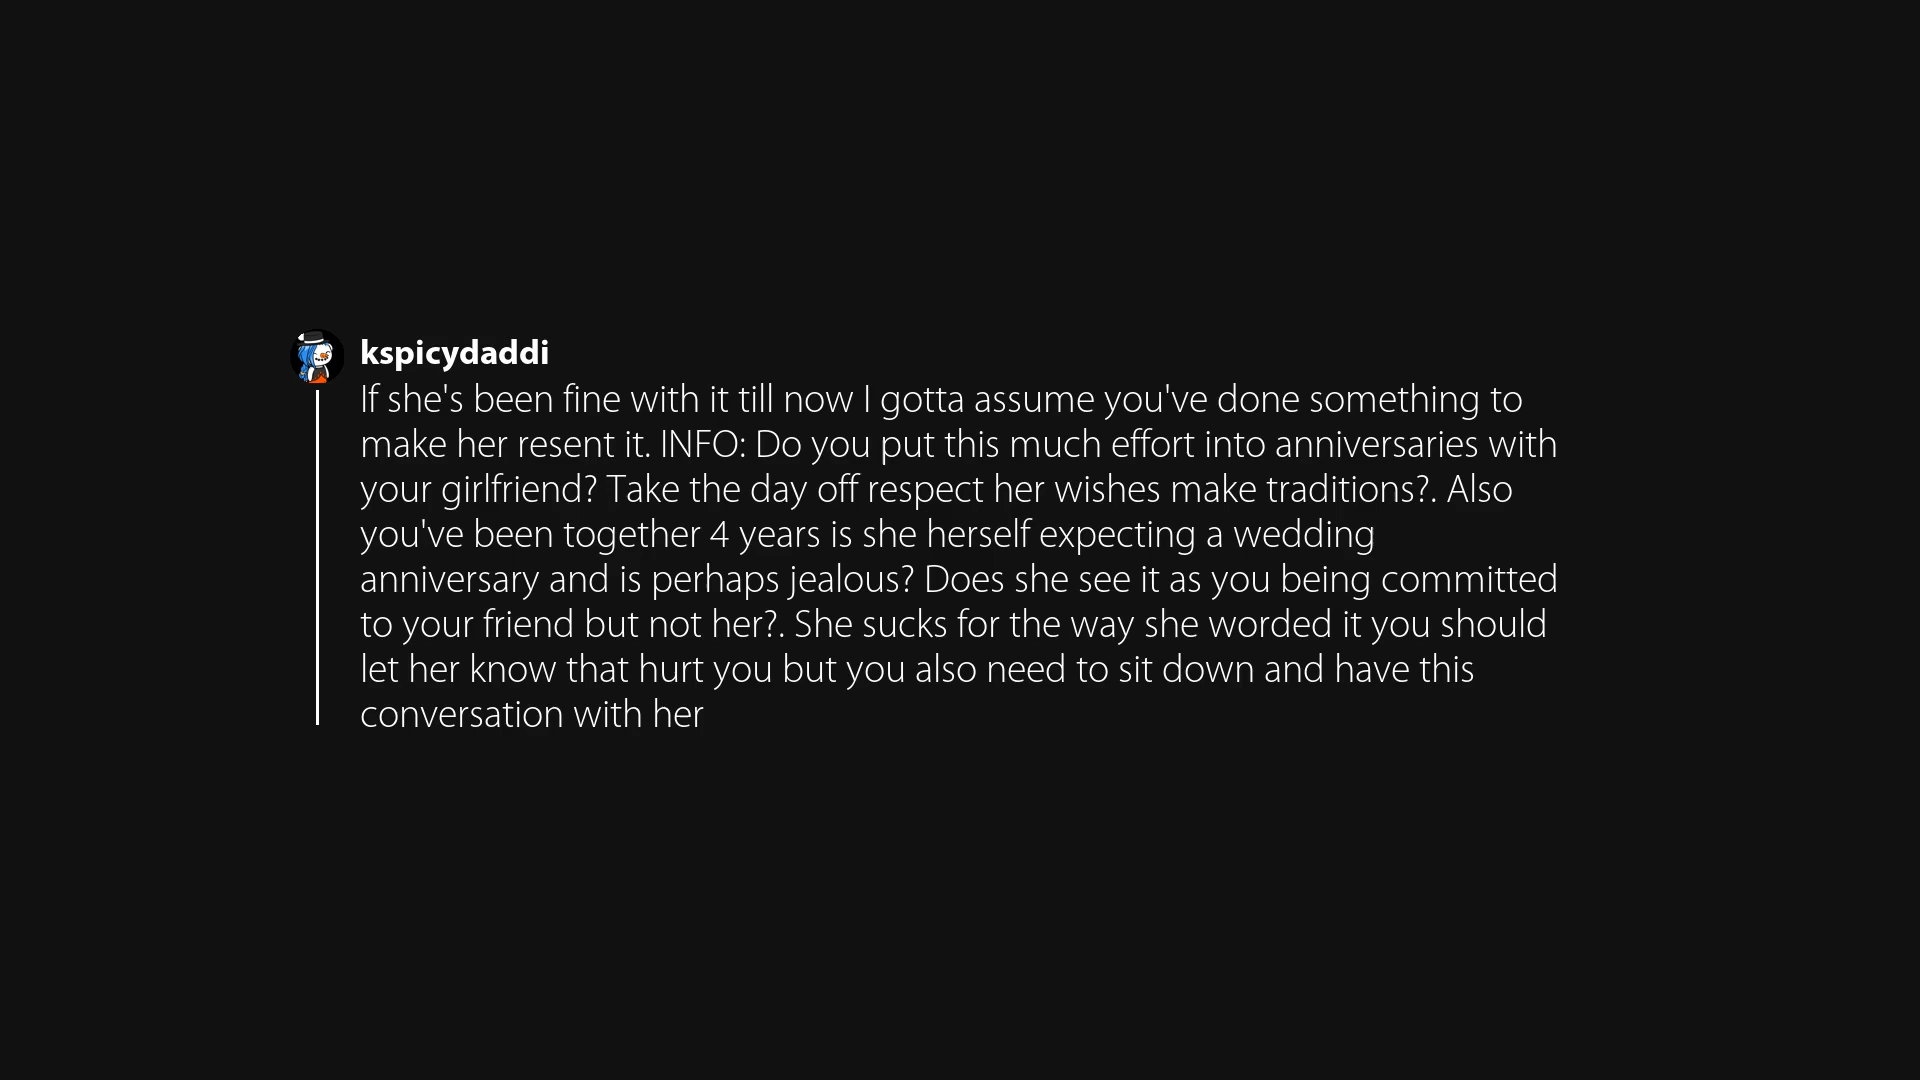 kspicydaddi
If she's been fine with it till now I gotta assume you've done something to
make her resent it. INFO: Do you put this much effort into anniversaries with
your girlfriend? Take the day off respect her wishes make traditions?. Also
you've been together 4 years is she herself expecting a wedding
anniversary and is perhaps jealous? Does she see it as you being committed
to your friend but not her?. She sucks for the way she worded it you should
let her know that hurt you but you also need to sit down and have this
conversation with her